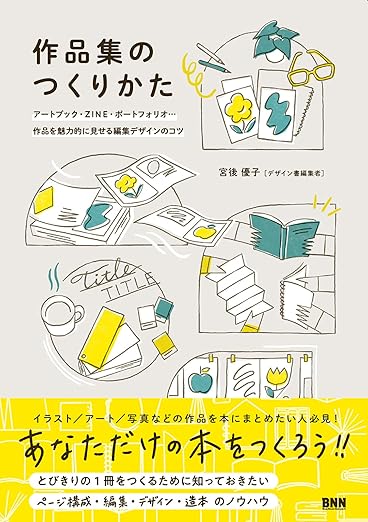 作品集の
つくりかた
アートブック・ZINE・ポートフォリオ…
作品を魅力的に見せる編集デザインのコツ
宮後 優子 [デザイン書編集者]
title
TITLE
イラスト／アート／写真などの作品を本にまとめたい人必見！
あなただけの本をつくろう!!
とびきりの1冊をつくるために知っておきたい
ページ構成・編集・デザイン・造本 のノウハウ
BNN